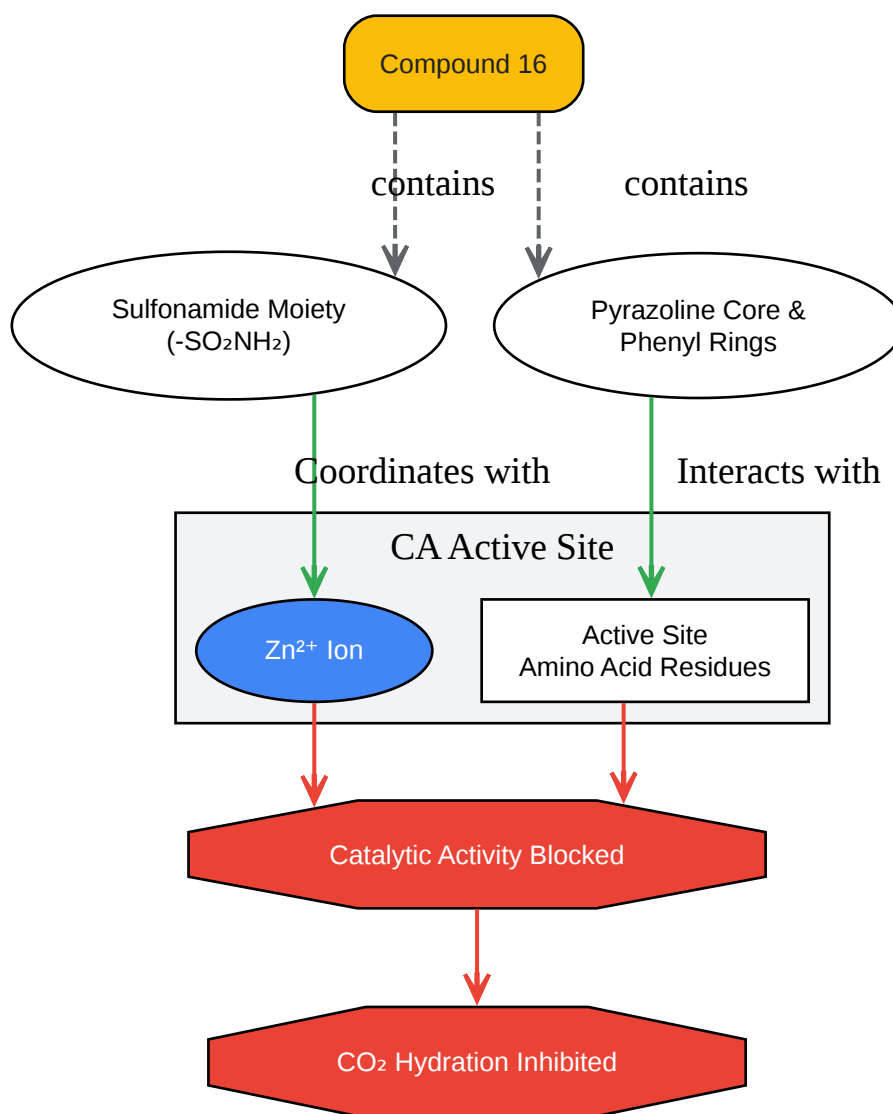 Compound 16
contains
contains
Sulfonamide Moiety
(-SO₂NH₂)
Pyrazoline Core &
Phenyl Rings
Coordinates with
Interacts with
CA Active Site
Zn²⁺ Ion
Active Site
Amino Acid Residues
Catalytic Activity Blocked
CO₂ Hydration Inhibited